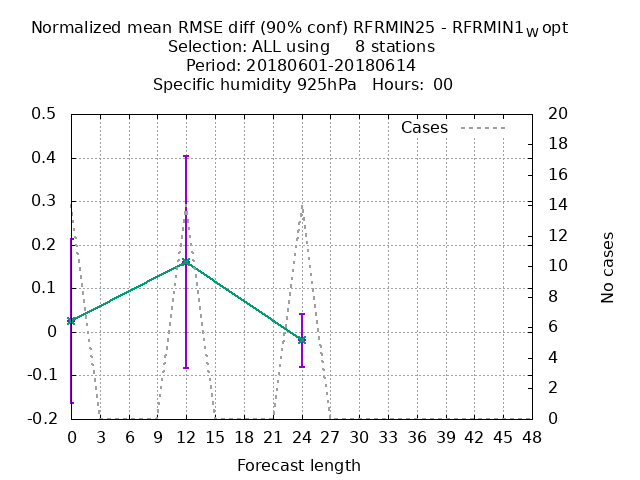 Normalized mean RMSE diff (90% conf) RFRMIN25 - RFRMIN1W opt
Selection: ALL using 8 stations
Period: 20180601-20180614
Specific humidity 925hPa Hours: 00
Cases
0.5
0.4
0.3
0.2
0.1
0
-0.1
-0.2
20
18
16
14
12
10
8
6
4
2
0
No cases
0 3 6 9 12 15 18 21 24 27 30 33 36 39 42 45 48
Forecast length